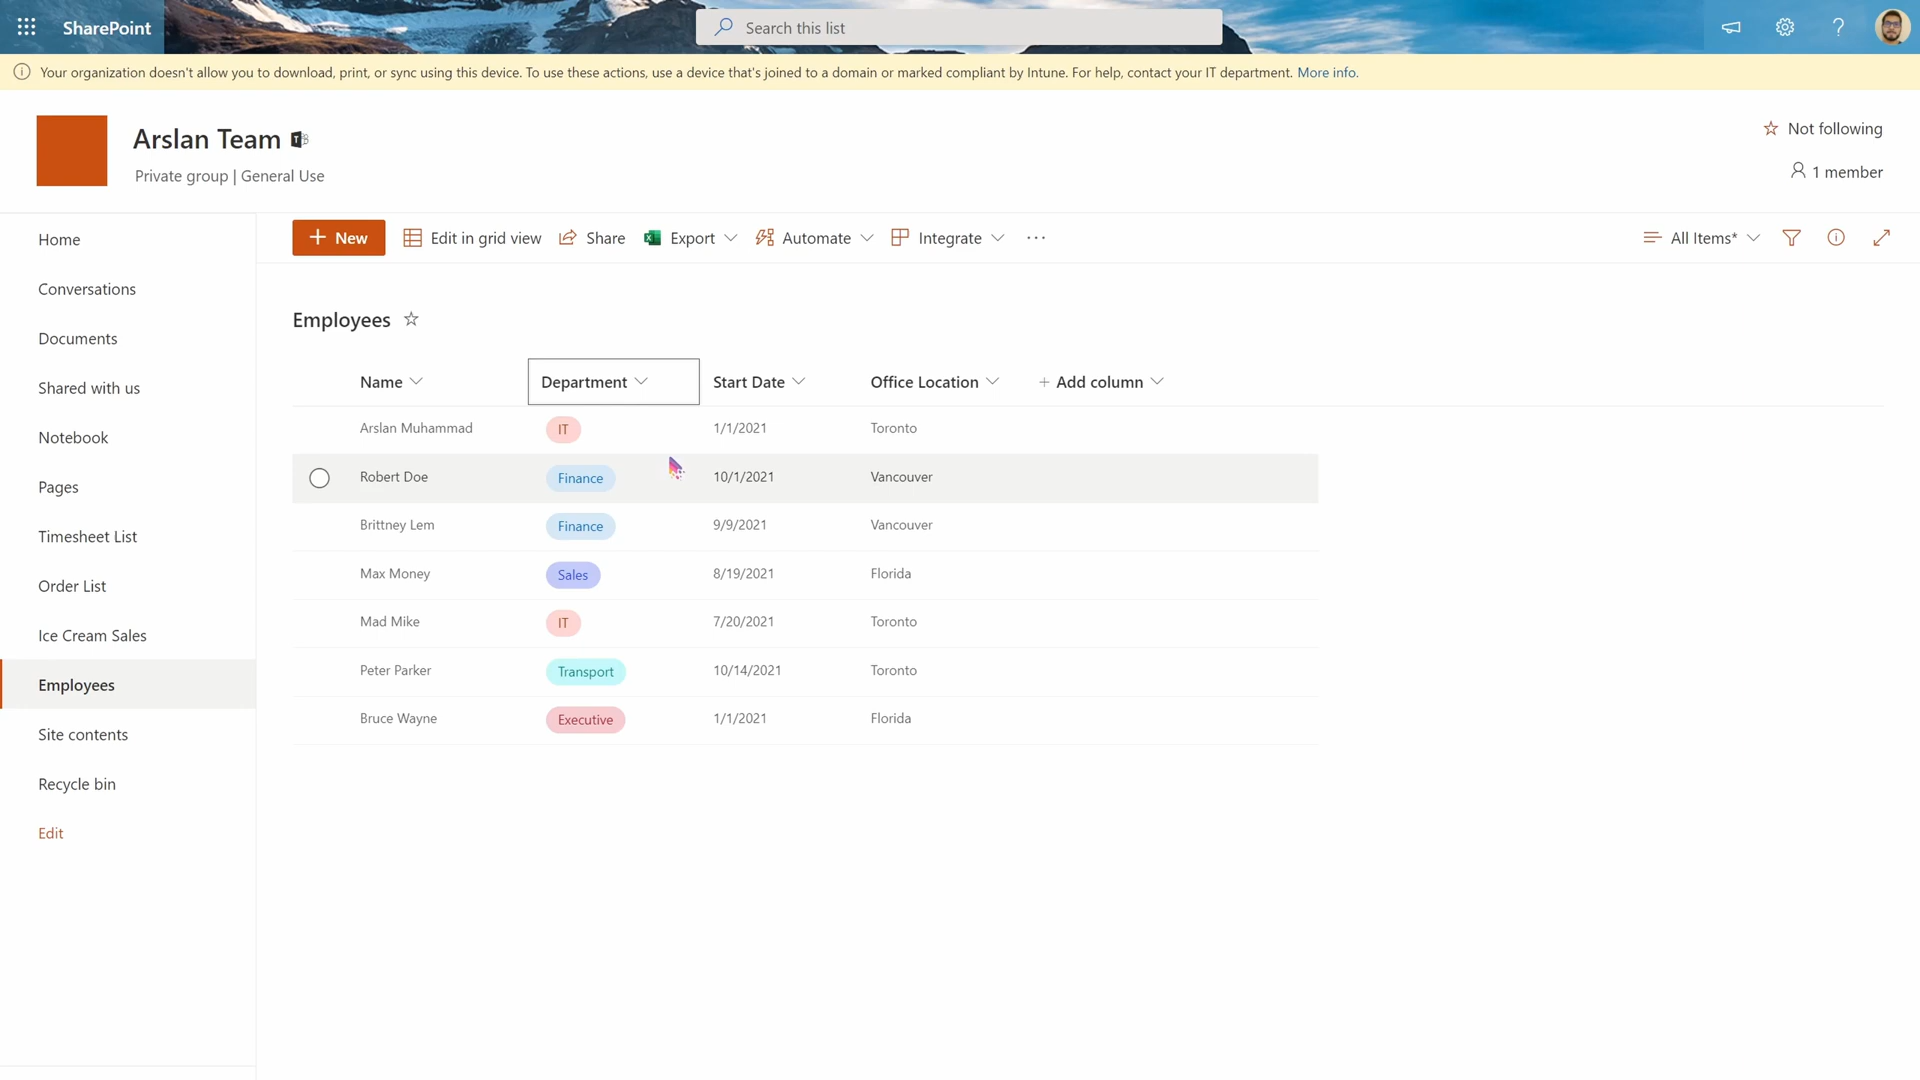 SharePoint
Search this list
?
Your organization doesn't allow you to download, print, or sync using this device. To use these actions, use a device that's joined to a domain or marked compliant by Intune. For help, contact your IT department. More info.
Arslan Team
Not following
Private group | General Use
1 member
Home
Conversations
Documents
Shared with us
Notebook
Pages
Timesheet List
Order List
Ice Cream Sales
Employees
Site contents
Recycle bin
Edit
+ New Edit in grid view Share Export Automate Integrate ··· All Items*
Employees
Name Department Start Date Office Location + Add column
Arslan Muhammad IT 1/1/2021 Toronto
Robert Doe Finance 10/1/2021 Vancouver
Brittney Lem Finance 9/9/2021 Vancouver
Max Money Sales 8/19/2021 Florida
Mad Mike IT 7/20/2021 Toronto
Peter Parker Transport 10/14/2021 Toronto
Bruce Wayne Executive 1/1/2021 Florida